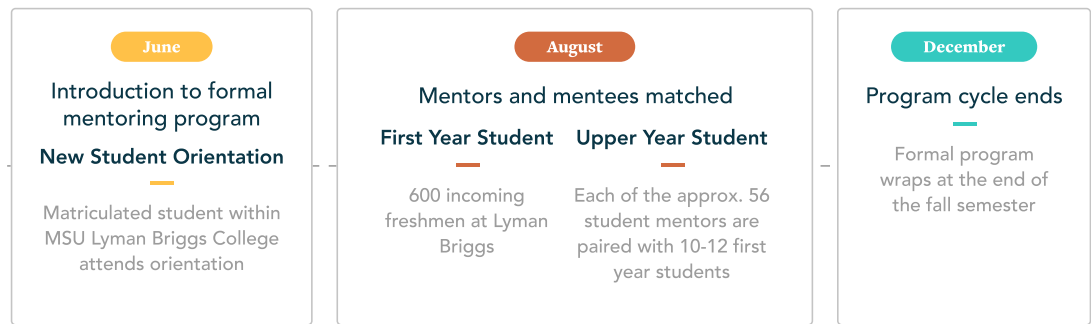 June
Introduction to formal
mentoring program
New Student Orientation
Matriculated student within
MSU Lyman Briggs College
attends orientation
August
Mentors and mentees matched
First Year Student
600 incoming
freshmen at Lyman
Briggs
Upper Year Student
Each of the approx. 56
student mentors are
paired with 10-12 first
year students
December
Program cycle ends
Formal program
wraps at the end of
the fall semester